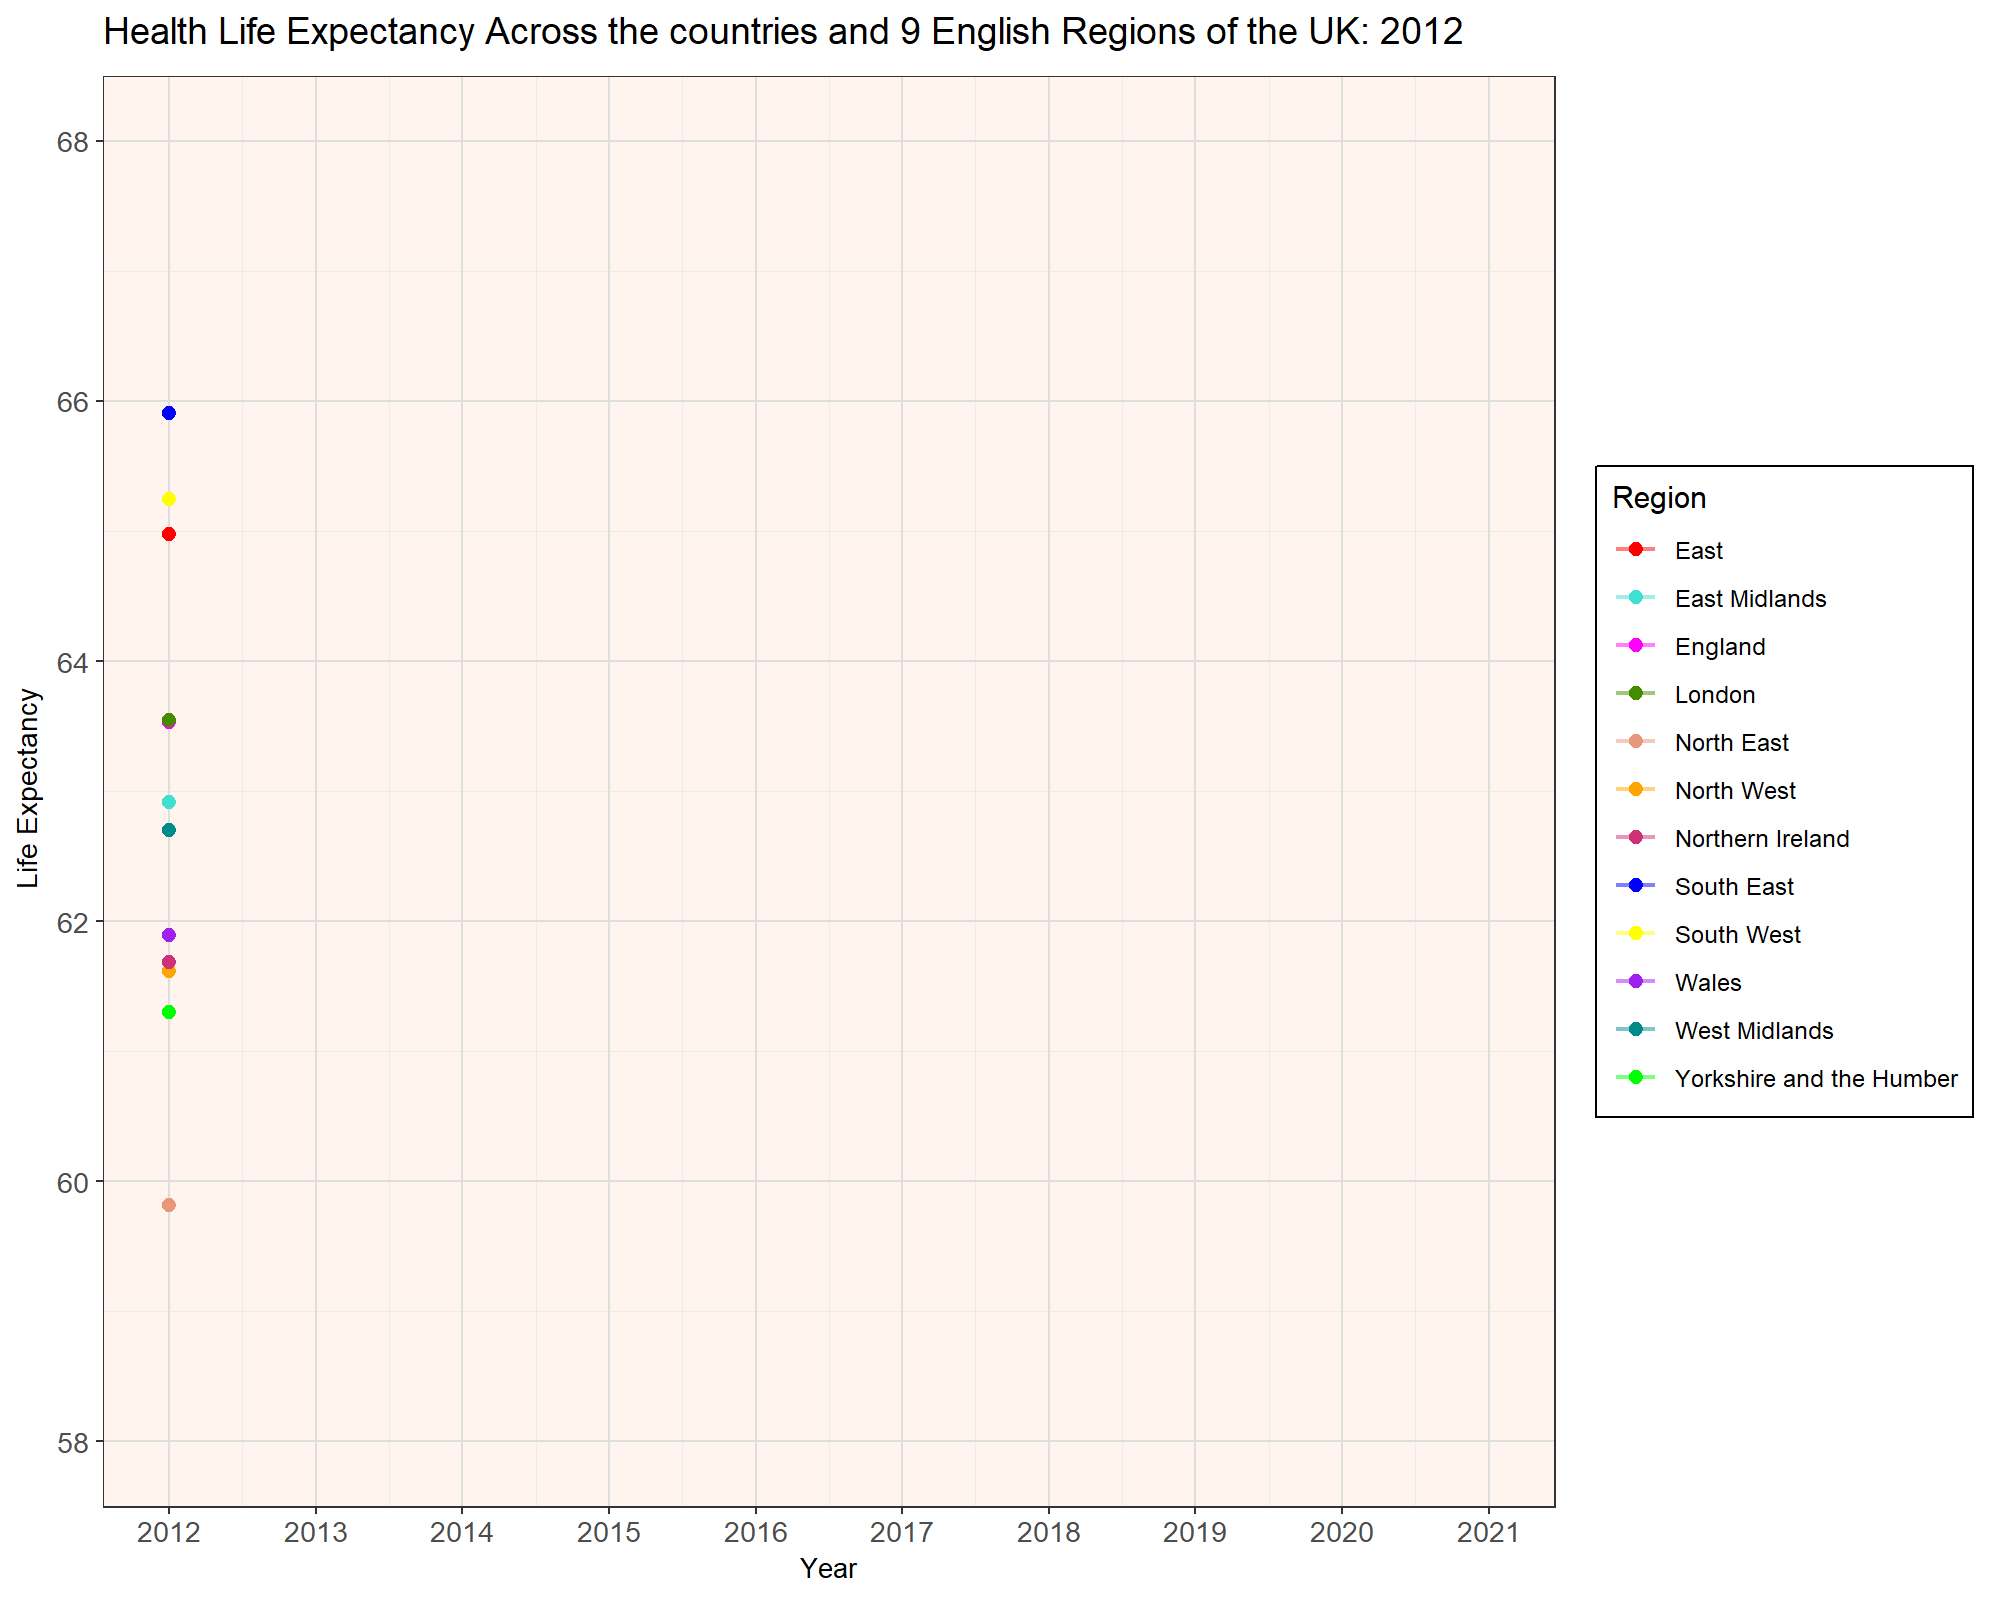 Health Life Expectancy Across the countries and 9 English Regions of the UK: 2012
68
66
64
62
60
58
Life Expectancy
2012 2013 2014 2015 2016 2017 2018 2019 2020 2021
Year
Region
East
East Midlands
England
London
North East
North West
Northern Ireland
South East
South West
Wales
West Midlands
Yorkshire and the Humber